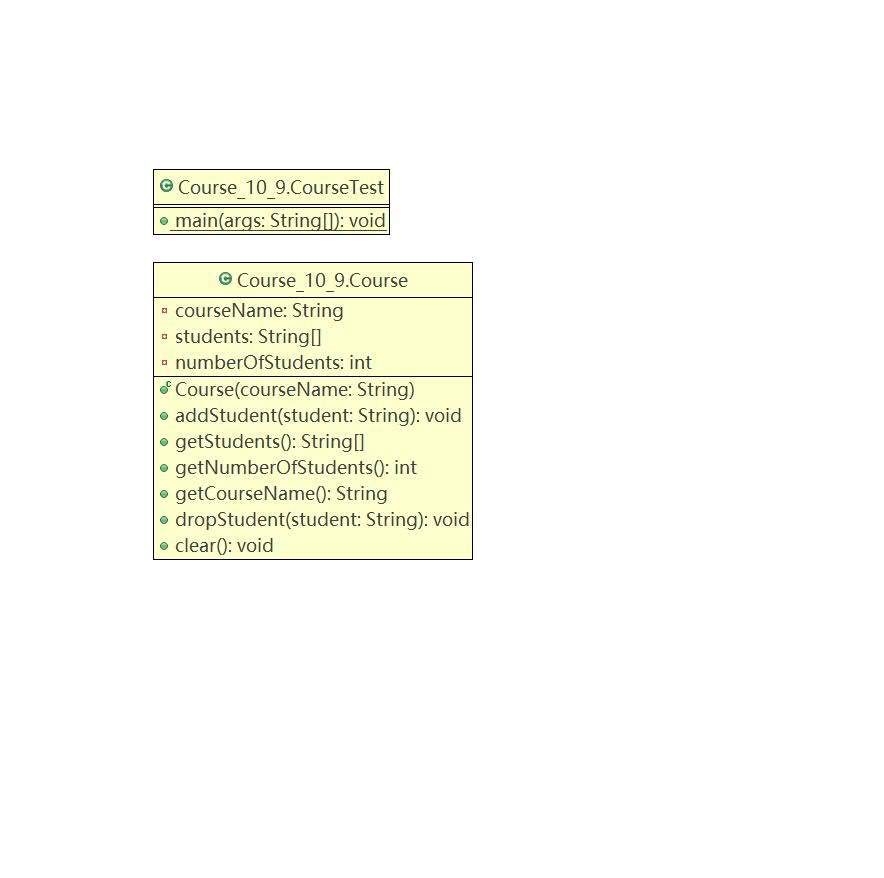 Course_10_9.CourseTest
main(args: String[]): void
Course_10_9.Course
courseName: String
students: String[]
numberOfStudents: int
Course(courseName: String)
addStudent(student: String): void
getStudents(): String[]
getNumberOfStudents(): int
getCourseName(): String
dropStudent(student: String): void
clear(): void